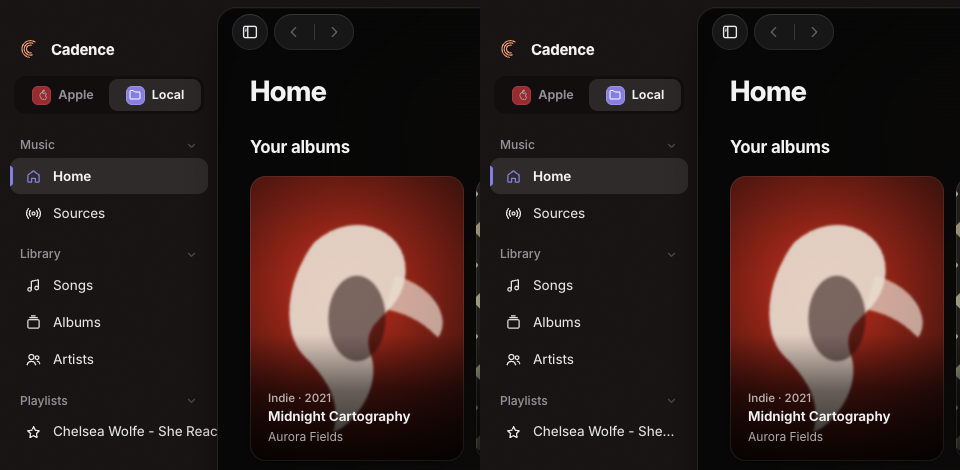 Cadence
Apple
Local
Music
Home
Sources
Library
Songs
Albums
Artists
Playlists
Chelsea Wolfe - She Reac
Home
Your albums
Indie · 2021
Midnight Cartography
Aurora Fields
Cadence
Apple
Local
Music
Home
Sources
Library
Songs
Albums
Artists
Playlists
Chelsea Wolfe - She...
Home
Your albums
Indie · 2021
Midnight Cartography
Aurora Fields